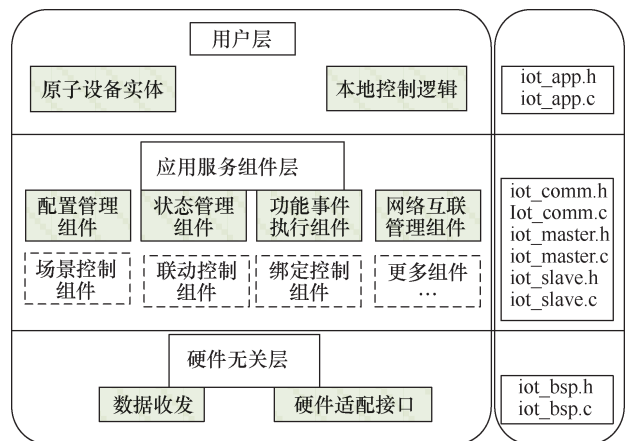 用户层
原子设备实体
本地控制逻辑
iot_app.h
iot_app.c
应用服务组件层
配置管理
组件
状态管理
组件
功能事件
执行组件
网络互联
管理组件
场景控制
组件
联动控制
组件
绑定控制
组件
更多组件
…
iot_comm.h
Iot_comm.c
iot_master.h
iot_master.c
iot_slave.h
iot_slave.c
硬件无关层
数据收发
硬件适配接口
iot_bsp.h
iot_bsp.c